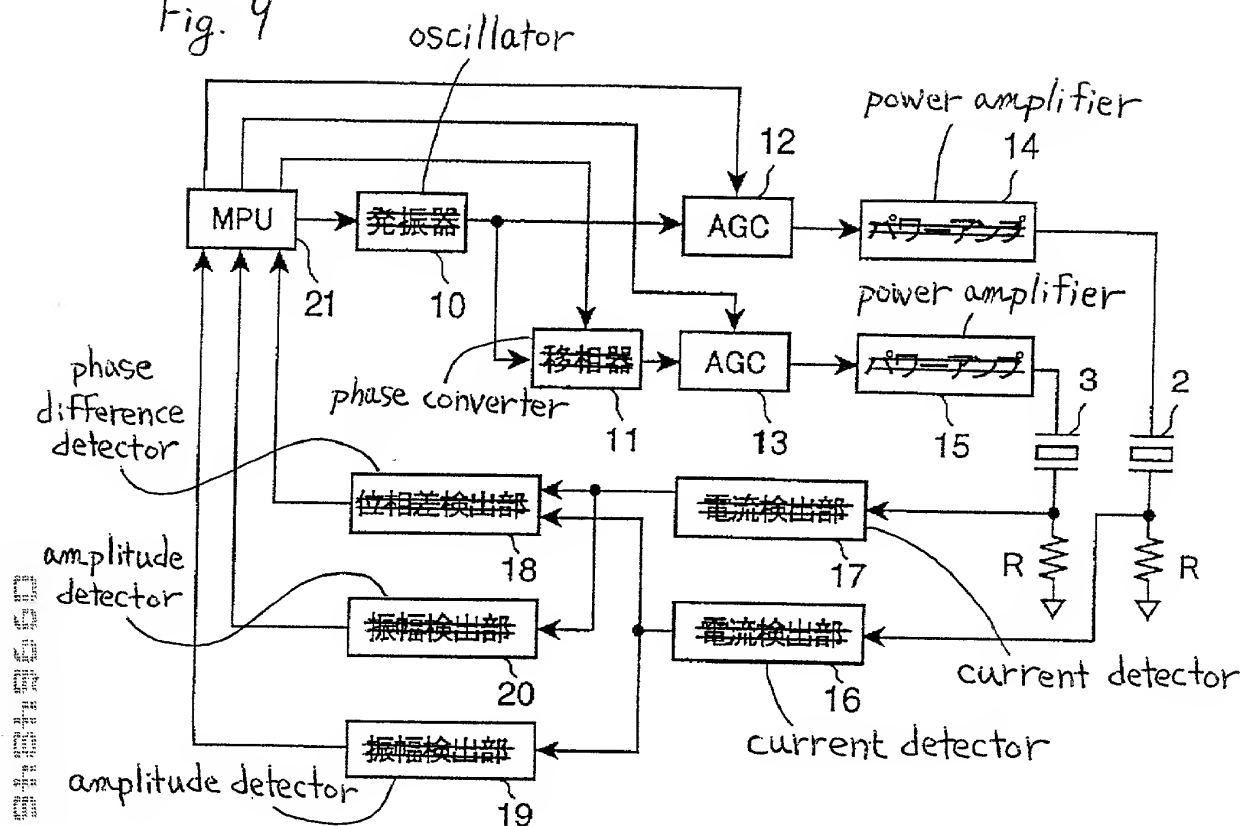 Fig. 9
oscillator
power amplifier
12
14
MPU
発振器
AGC
パワーアンプ
21
10
power amplifier
移相器
AGC
パワーアンプ
3
2
phase
difference
detector
phase converter
11
13
15
位相差検出部
電流検出部
18
17
R
R
amplitude
detector
振幅検出部
電流検出部
20
16
current detector
振幅検出部
current detector
amplitude detector
19